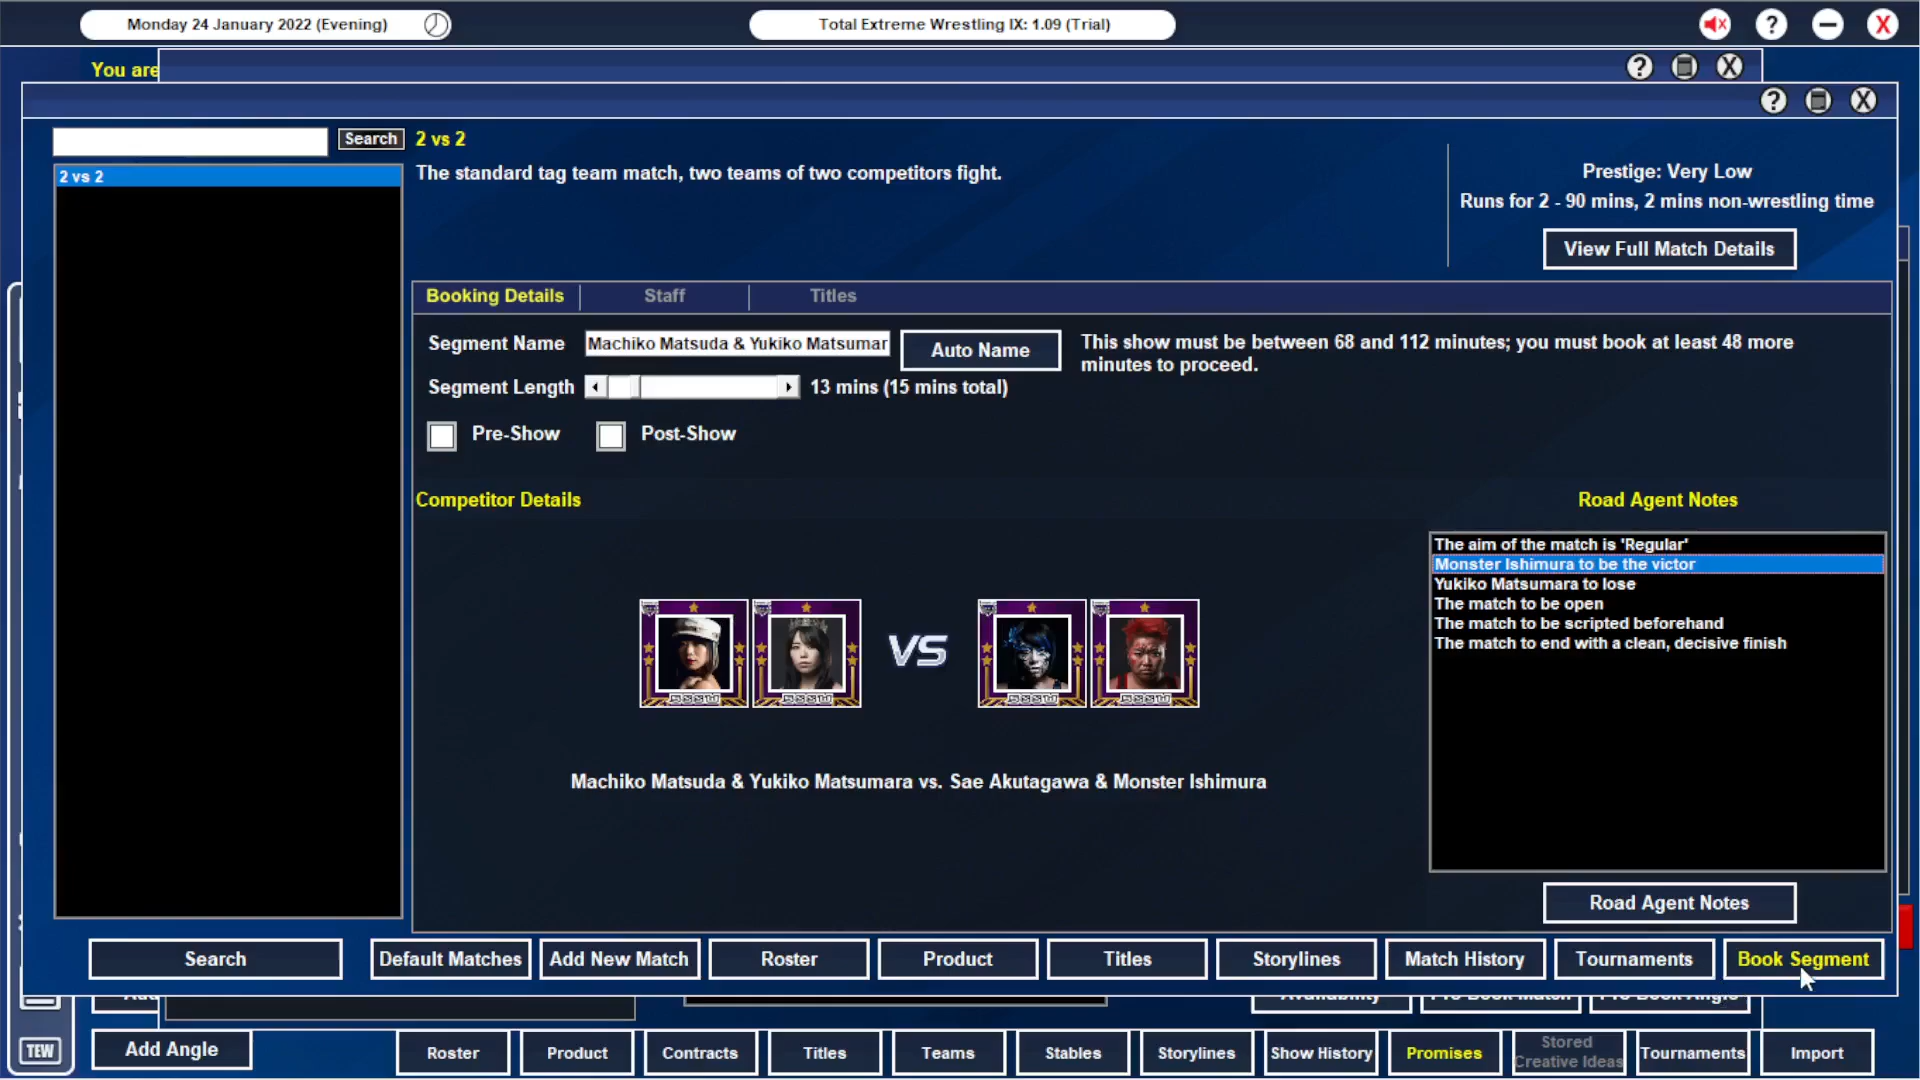 Monday 24 January 2022 (Evening)
Total Extreme Wrestling IX: 1.09 (Trial)
?
X
You are
?
X
?
X
Search
2 vs 2
2 vs 2
The standard tag team match, two teams of two competitors fight.
Prestige: Very Low
Runs for 2 - 90 mins, 2 mins non-wrestling time
View Full Match Details
Booking Details
Staff
Titles
Segment Name
Machiko Matsuda & Yukiko Matsumar
Auto Name
This show must be between 68 and 112 minutes; you must book at least 48 more
minutes to proceed.
Segment Length
13 mins (15 mins total)
Pre-Show
Post-Show
Competitor Details
Road Agent Notes
The aim of the match is 'Regular'
Monster Ishimura to be the victor
Yukiko Matsumara to lose
The match to be open
The match to be scripted beforehand
The match to end with a clean, decisive finish
VS
Machiko Matsuda & Yukiko Matsumara vs. Sae Akutagawa & Monster Ishimura
Road Agent Notes
Search
Default Matches
Add New Match
Roster
Product
Titles
Storylines
Match History
Tournaments
Book Segment
Availability
Pre Book Match
Pre Book Angle
TEW
Add Angle
Roster
Product
Contracts
Titles
Teams
Stables
Storylines
Show History
Promises
Stored
Creative Ideas
Tournaments
Import